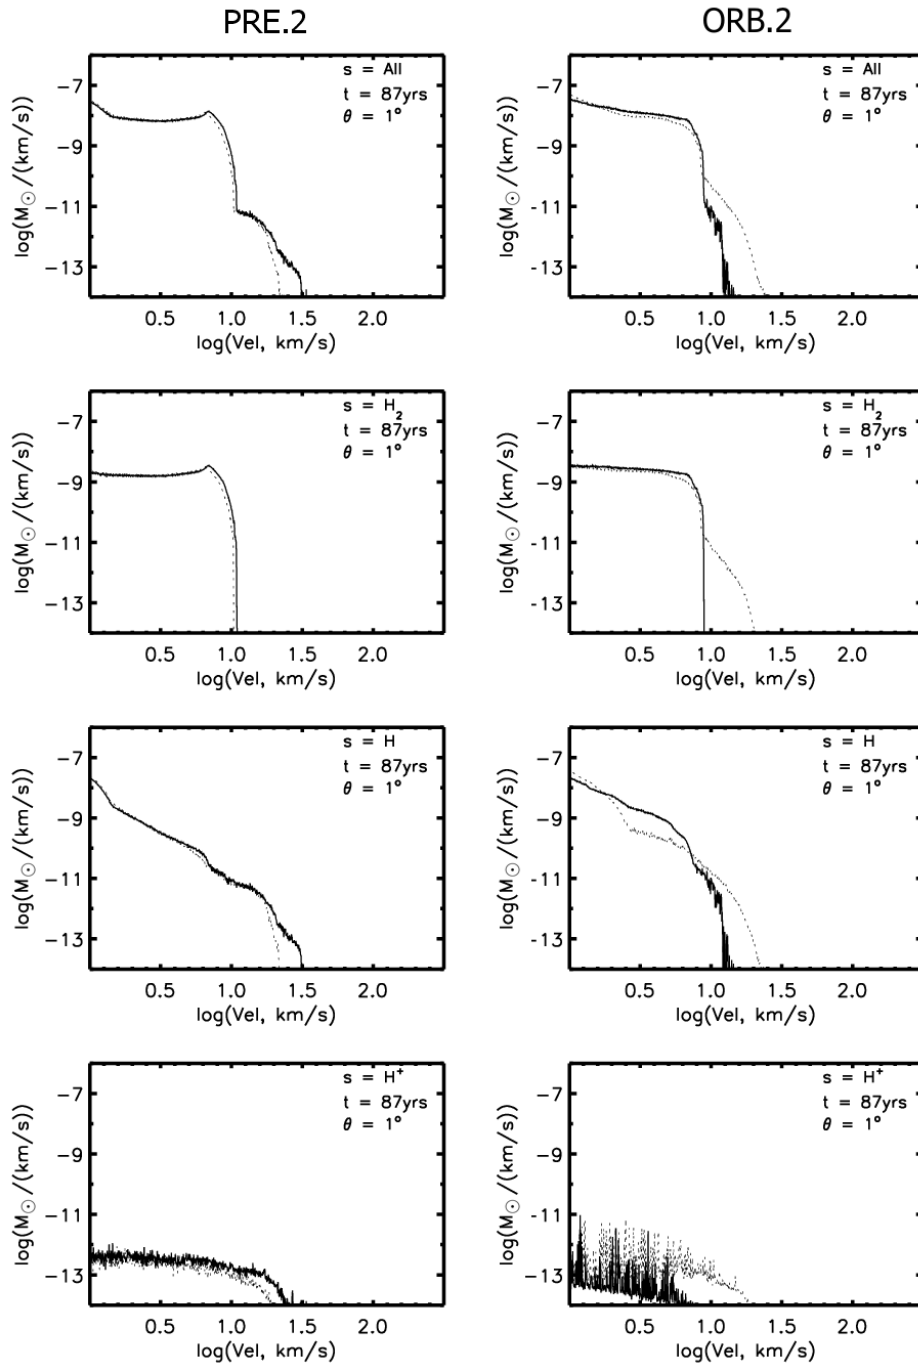 PRE.2
ORB.2
s = All
t = 87yrs
θ = 1°
-7
-9
-11
-13
log(M☉/(km/s))
0.5 1.0 1.5 2.0
log(Vel, km/s)
s = All
t = 87yrs
θ = 1°
-7
-9
-11
-13
log(M☉/(km/s))
0.5 1.0 1.5 2.0
log(Vel, km/s)
s = H₂
t = 87yrs
θ = 1°
-7
-9
-11
-13
log(M☉/(km/s))
0.5 1.0 1.5 2.0
log(Vel, km/s)
s = H₂
t = 87yrs
θ = 1°
-7
-9
-11
-13
log(M☉/(km/s))
0.5 1.0 1.5 2.0
log(Vel, km/s)
s = H
t = 87yrs
θ = 1°
-7
-9
-11
-13
log(M☉/(km/s))
0.5 1.0 1.5 2.0
log(Vel, km/s)
s = H
t = 87yrs
θ = 1°
-7
-9
-11
-13
log(M☉/(km/s))
0.5 1.0 1.5 2.0
log(Vel, km/s)
s = H⁺
t = 87yrs
θ = 1°
-7
-9
-11
-13
log(M☉/(km/s))
0.5 1.0 1.5 2.0
log(Vel, km/s)
s = H⁺
t = 87yrs
θ = 1°
-7
-9
-11
-13
log(M☉/(km/s))
0.5 1.0 1.5 2.0
log(Vel, km/s)